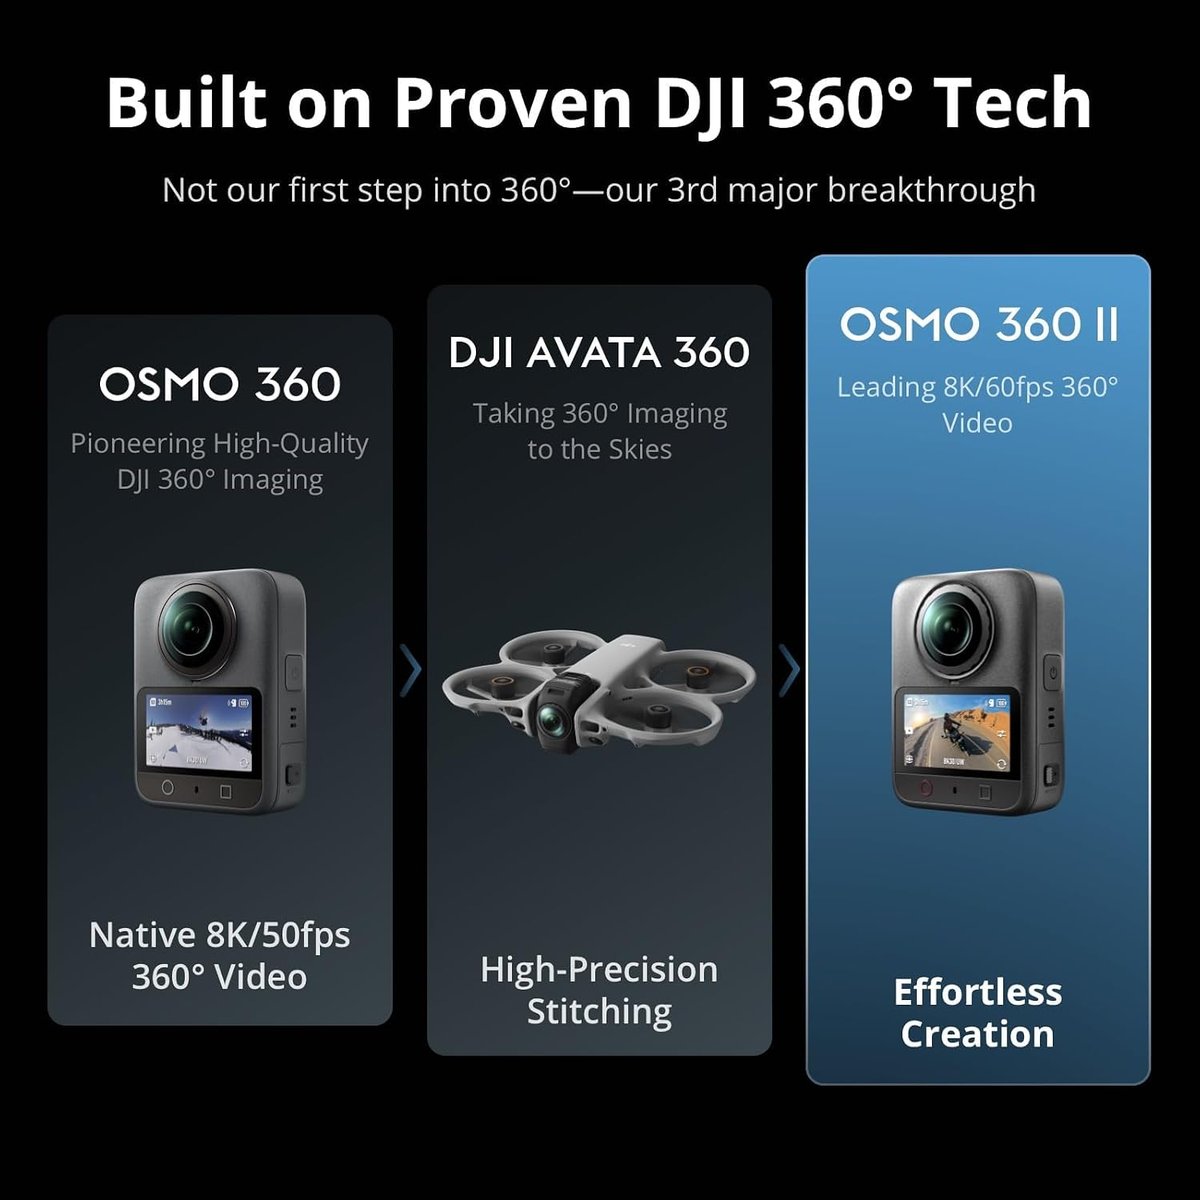 Built on Proven DJI 360° Tech
Not our first step into 360°—our 3rd major breakthrough
OSMO 360
Pioneering High-Quality
DJI 360° Imaging
Native 8K/50fps
360° Video
DJI AVATA 360
Taking 360° Imaging
to the Skies
High-Precision
Stitching
OSMO 360 II
Leading 8K/60fps 360°
Video
Effortless
Creation